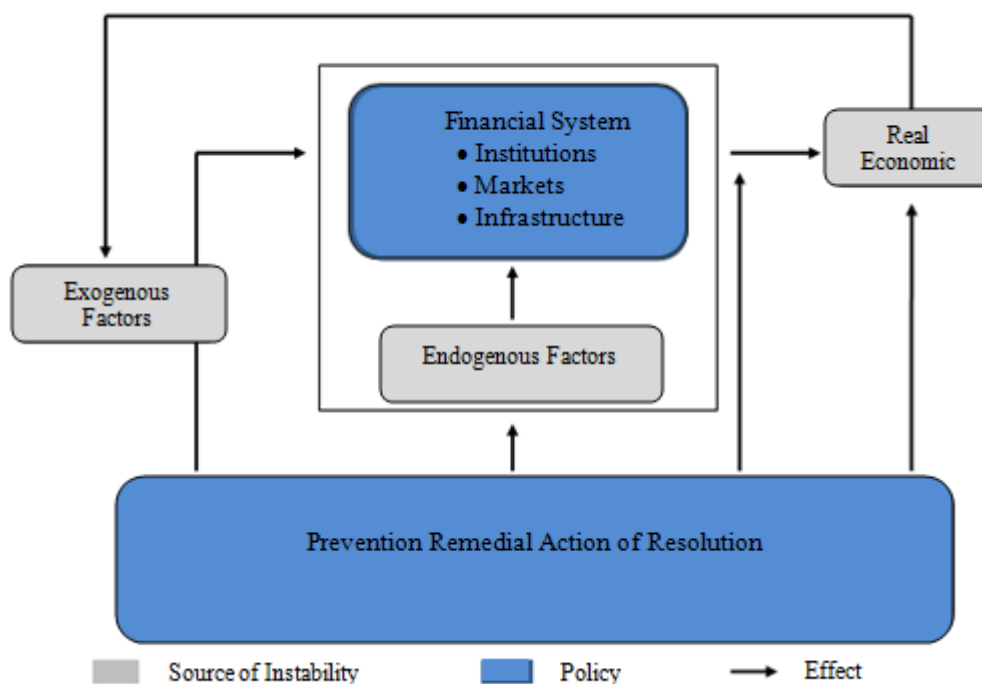 Financial System
• Institutions
• Markets
• Infrastructure
Real
Economic
Exogenous
Factors
Endogenous Factors
Prevention Remedial Action of Resolution
Source of Instability
Policy
Effect